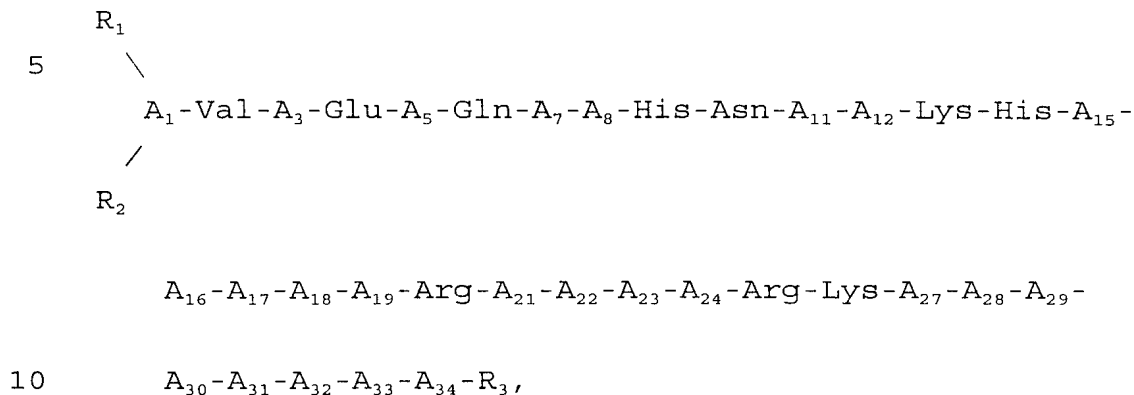 R₁
5
A₁-Val-A₃-Glu-A₅-Gln-A₇-A₈-His-Asn-A₁₁-A₁₂-Lys-His-A₁₅-
R₂
A₁₆-A₁₇-A₁₈-A₁₉-Arg-A₂₁-A₂₂-A₂₃-A₂₄-Arg-Lys-A₂₇-A₂₈-A₂₉-
10 A₃₀-A₃₁-A₃₂-A₃₃-A₃₄-R₃,